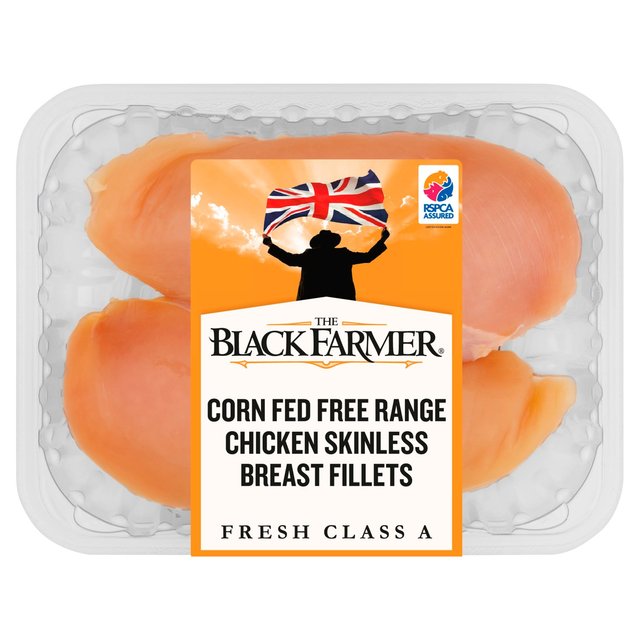 RSPCA
ASSURED
THE
BLACK FARMER®
CORN FED FREE RANGE
CHICKEN SKINLESS
BREAST FILLETS
FRESH CLASS A